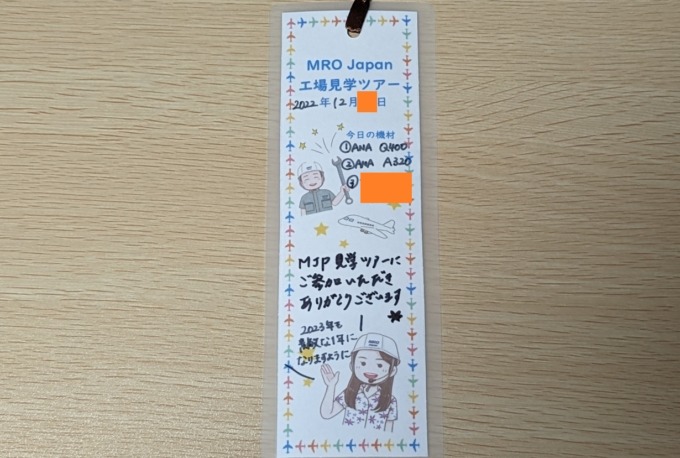 MRO Japan
工場見学ツアー
2022年12月 日
今日の機材
①ANA Q400
②ANA A320
③
MJP見学ツアーに
ご参加いただき
ありがとうございます
2023年も
素敵な1年に
なりますように